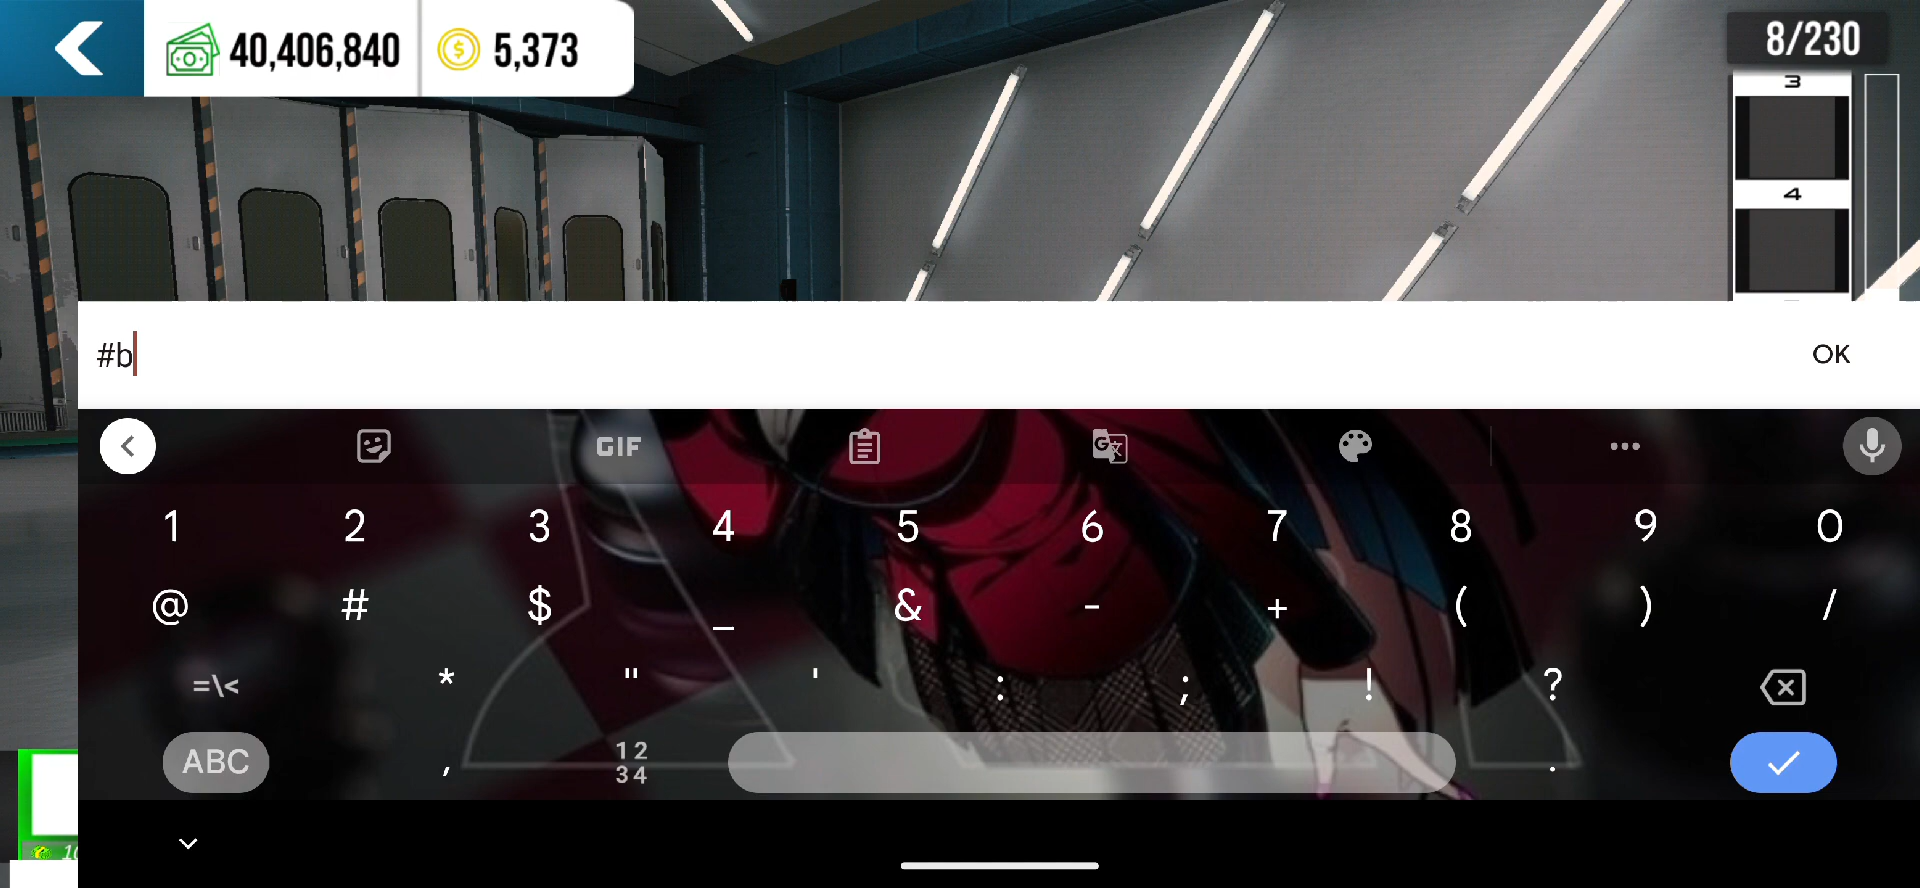 40,406,840 5,373 8/230
3
4
#b OK
GIF
1 2 3 4 5 6 7 8 9 0
@ # $ _ & - + ( ) /
=\< * " ' : ; ! ?
ABC , 12 34 .